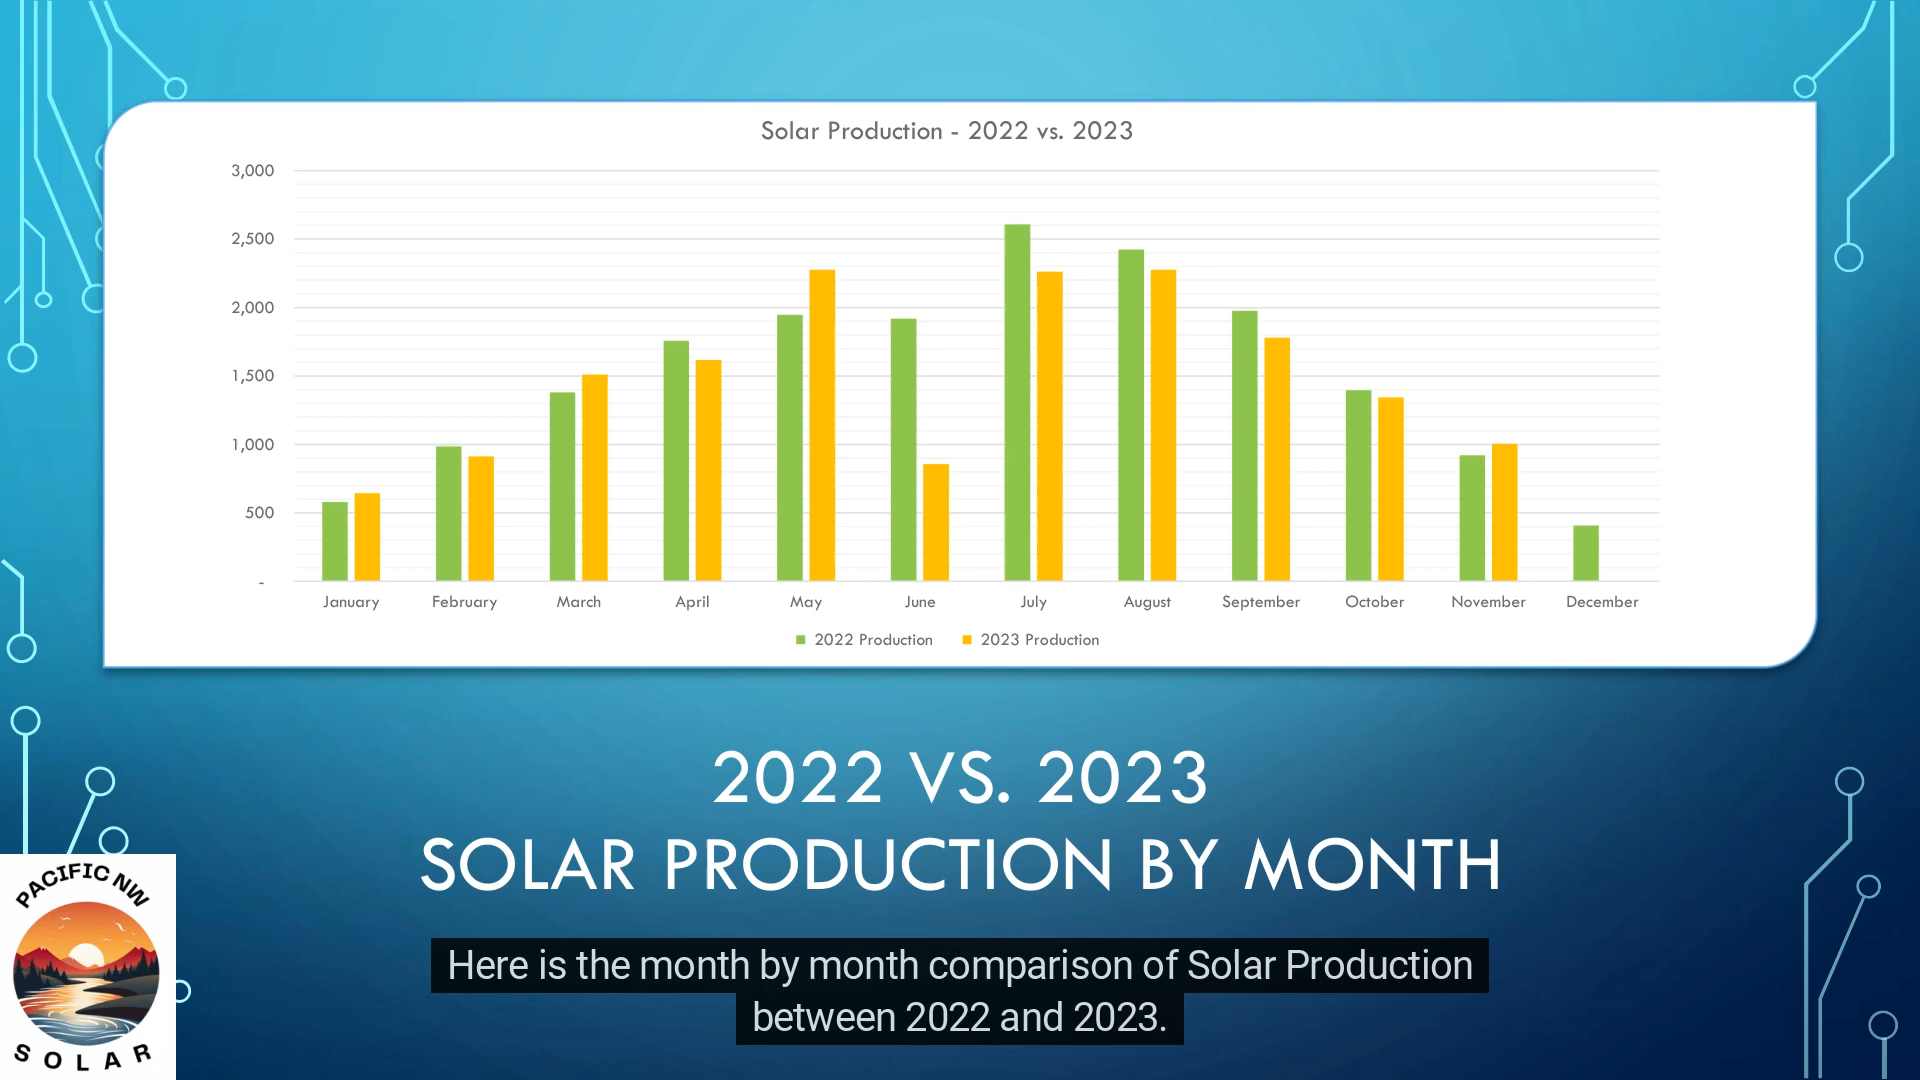 Solar Production - 2022 vs. 2023
3,000
2,500
2,000
1,500
1,000
500
-
January February March April May June July August September October November December
2022 Production 2023 Production
2022 VS. 2023
SOLAR PRODUCTION BY MONTH
PACIFIC NW
SOLAR
Here is the month by month comparison of Solar Production
between 2022 and 2023.